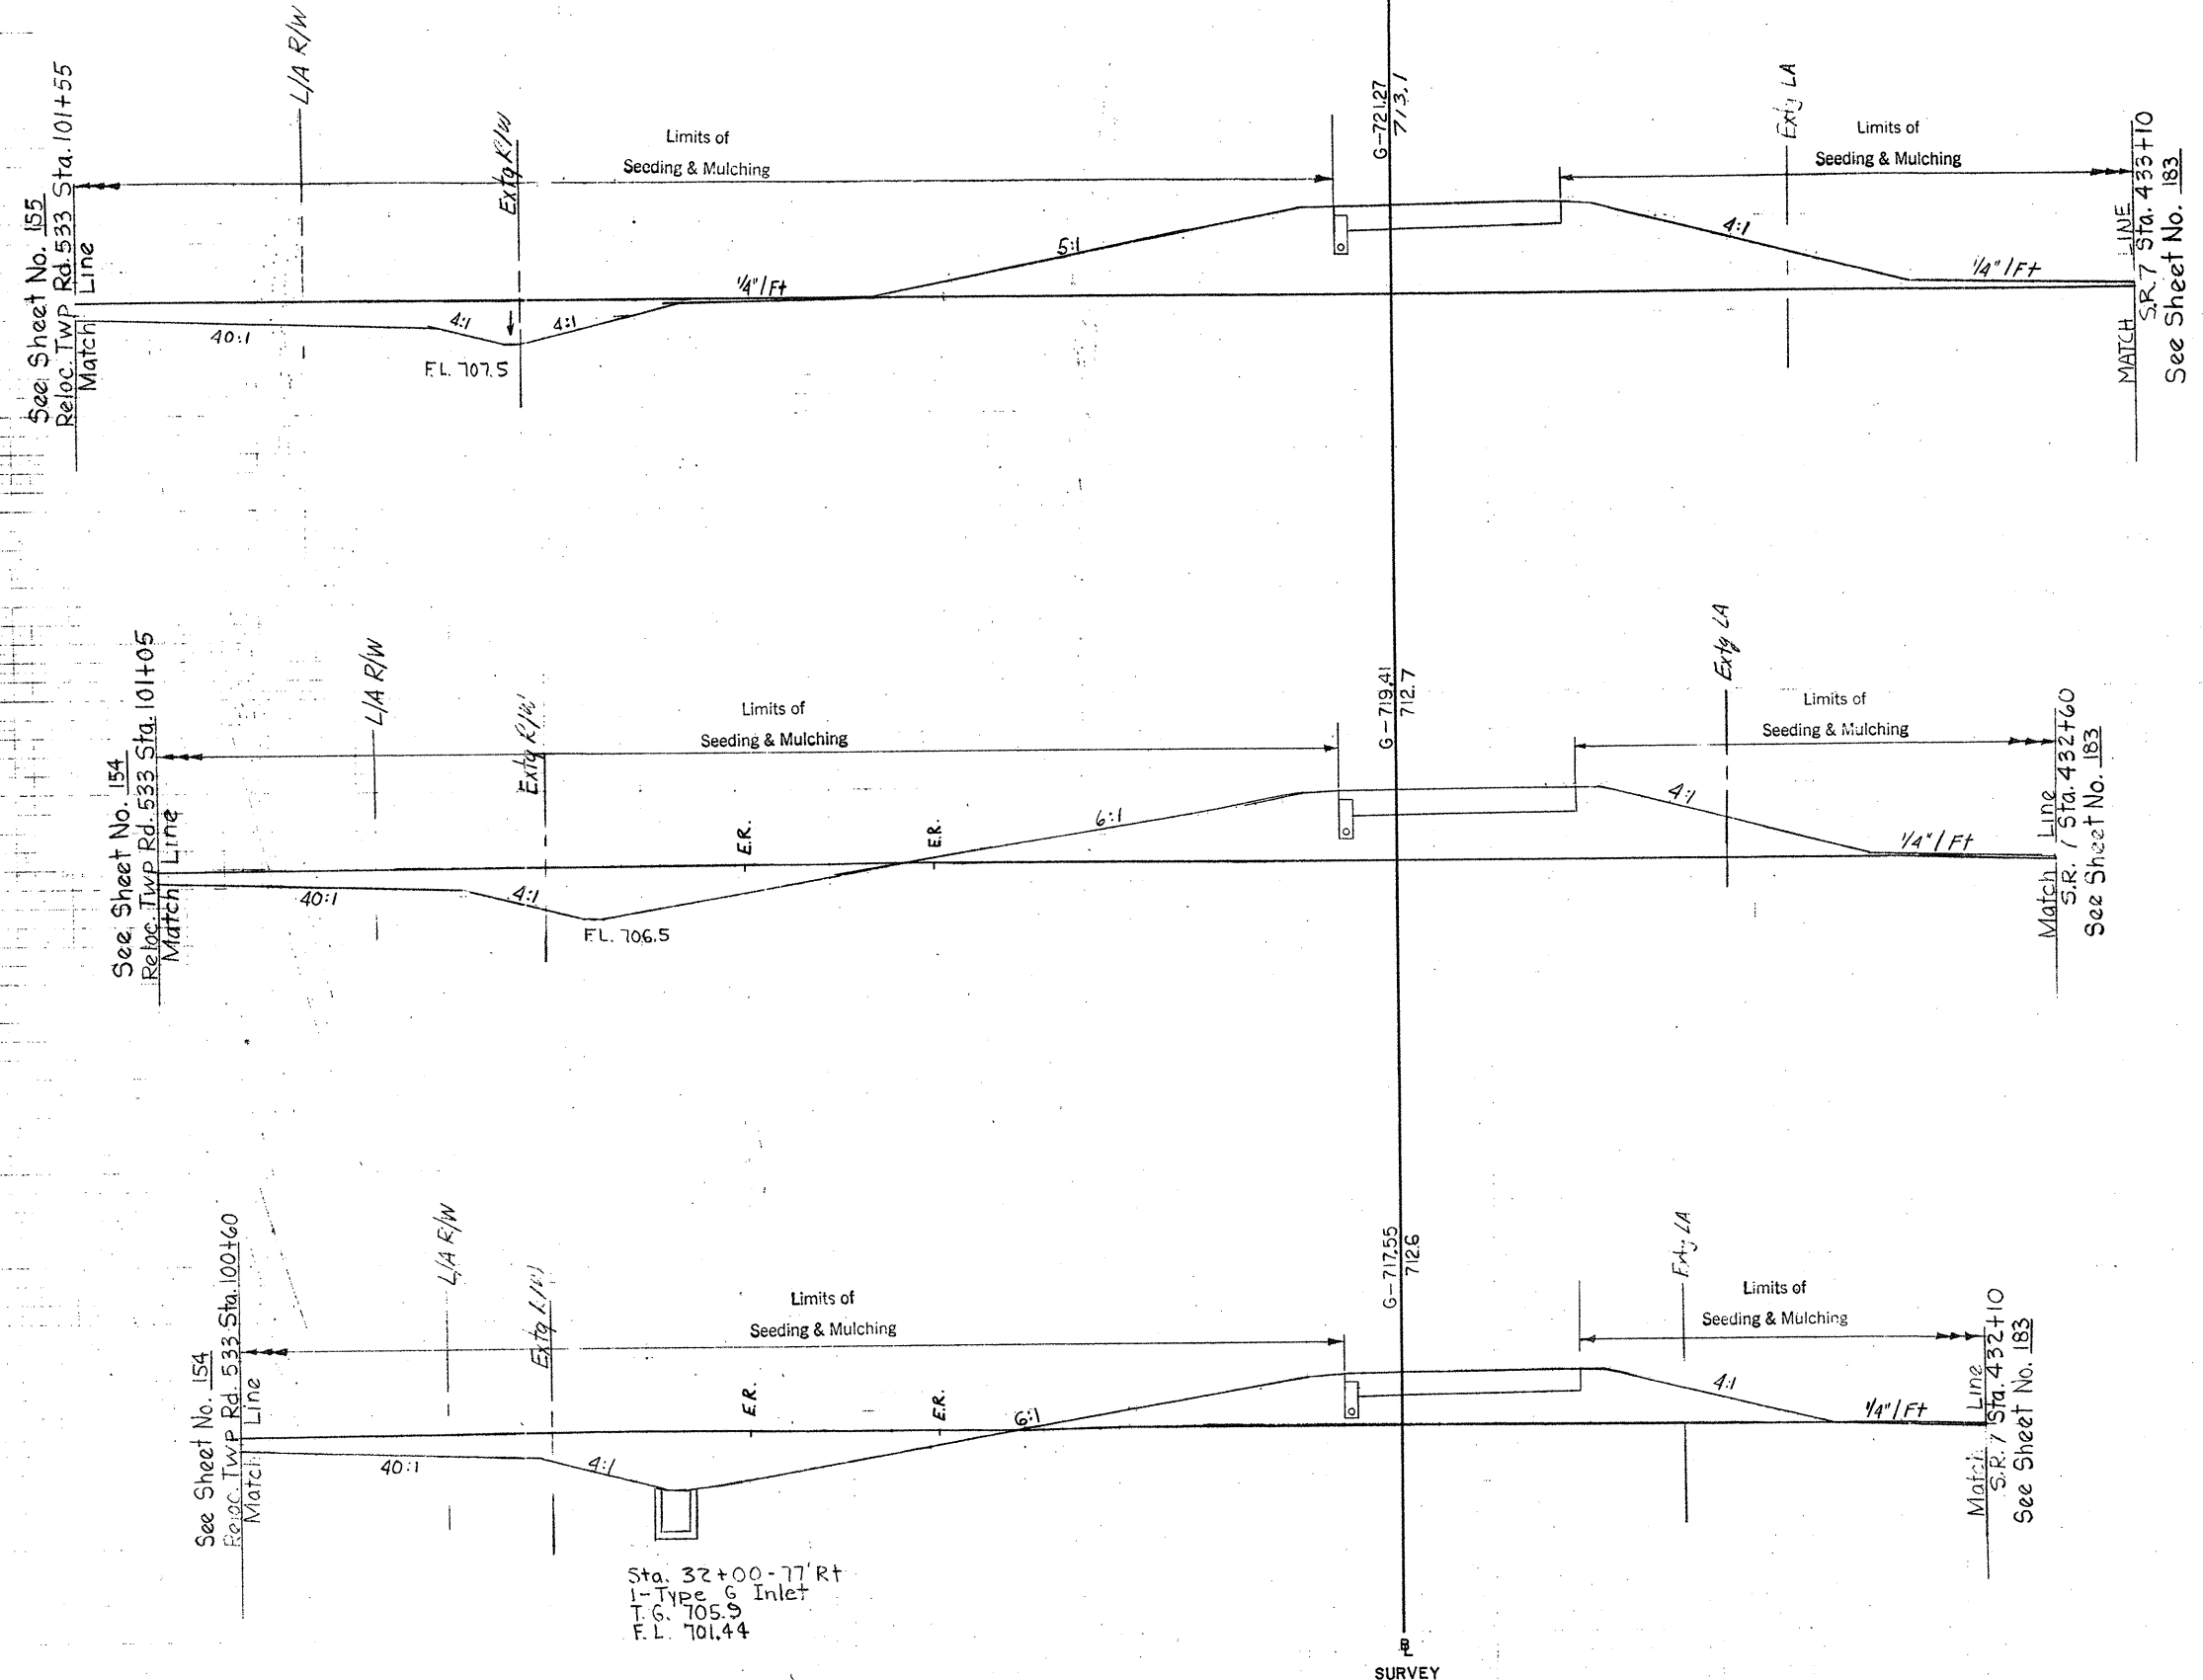 See Sheet No. 155
Reloc. Twp Rd. 533 Sta. 101+55
Match Line
L/A R/W
Extg R/W
Limits of
Seeding & Mulching
G-721.27
713.1
Extg LA
Limits of
Seeding & Mulching
MATCH LINE
S.R. 7 Sta. 433+10
See Sheet No. 183
40:1
4:1
4:1
F.L. 707.5
1/4"/Ft
5:1
4:1
1/4"/Ft
See Sheet No. 154
Reloc. Twp Rd. 533 Sta. 101+05
Match Line
L/A R/W
Extg R/W
Limits of
Seeding & Mulching
G-719.41
712.7
Extg LA
Limits of
Seeding & Mulching
Match Line
S.R. 7 Sta. 432+60
See Sheet No. 183
40:1
4:1
F.L. 706.5
E.R.
E.R.
6:1
4:1
1/4"/Ft
See Sheet No. 154
Reloc. Twp Rd. 533 Sta. 100+60
Match Line
L/A R/W
Extg R/W
Limits of
Seeding & Mulching
G-717.55
712.6
Extg LA
Limits of
Seeding & Mulching
Match Line
S.R. 7 Sta. 432+10
See Sheet No. 183
40:1
4:1
E.R.
E.R.
6:1
4:1
1/4"/Ft
Sta. 32+00-77' Rt
1-Type 6 Inlet
T.G. 705.9
F.L. 701.44
BL
SURVEY